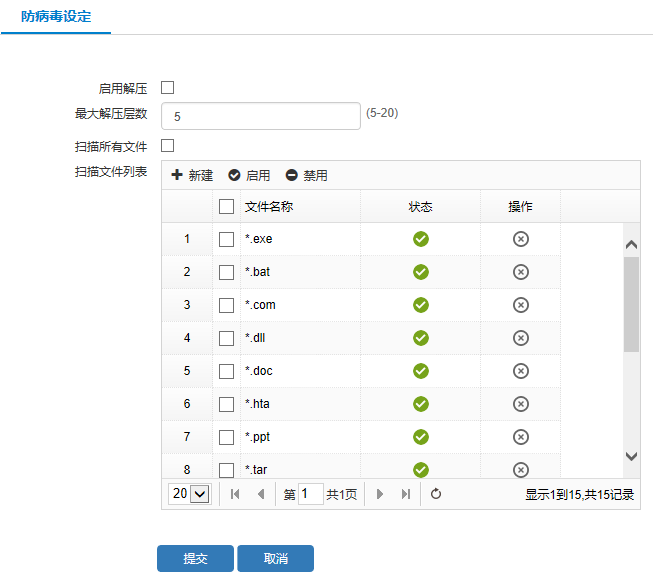 防病毒设定
启用解压
最大解压层数 5 (5-20)
扫描所有文件
扫描文件列表 新建 启用 禁用
文件名称 状态 操作
1 *.exe
2 *.bat
3 *.com
4 *.dll
5 *.doc
6 *.hta
7 *.ppt
8 *.tar
20 第 1 共1页 显示1到15,共15记录
提交 取消